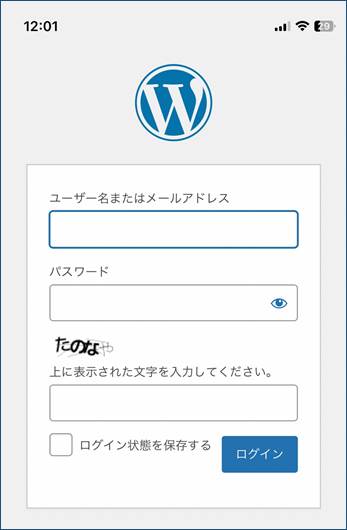 12:01
29
ユーザー名またはメールアドレス
パスワード
たのなや
上に表示された文字を入力してください。
ログイン状態を保存する
ログイン